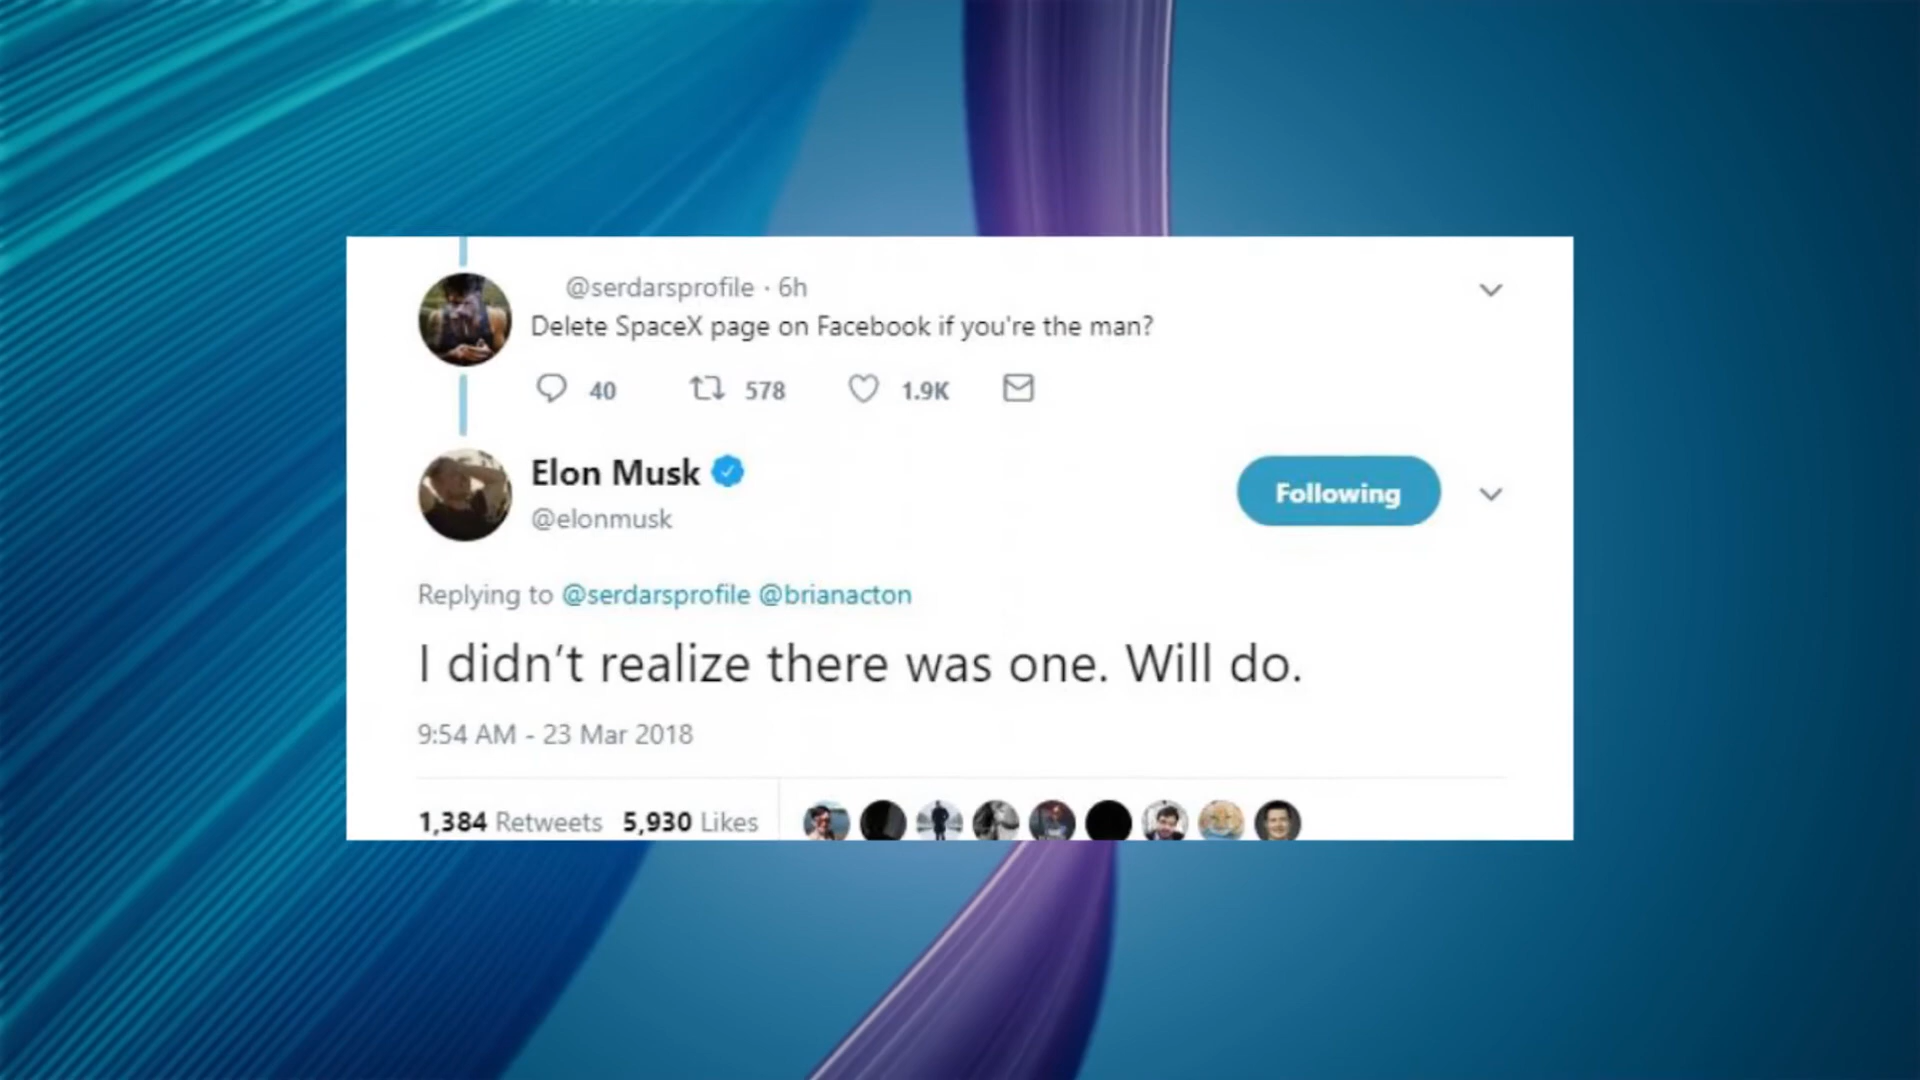 @serdarsprofile · 6h
Delete SpaceX page on Facebook if you're the man?
40 578 1.9K
Elon Musk
@elonmusk
Following
Replying to @serdarsprofile @brianacton
I didn’t realize there was one. Will do.
9:54 AM - 23 Mar 2018
1,384 Retweets 5,930 Likes